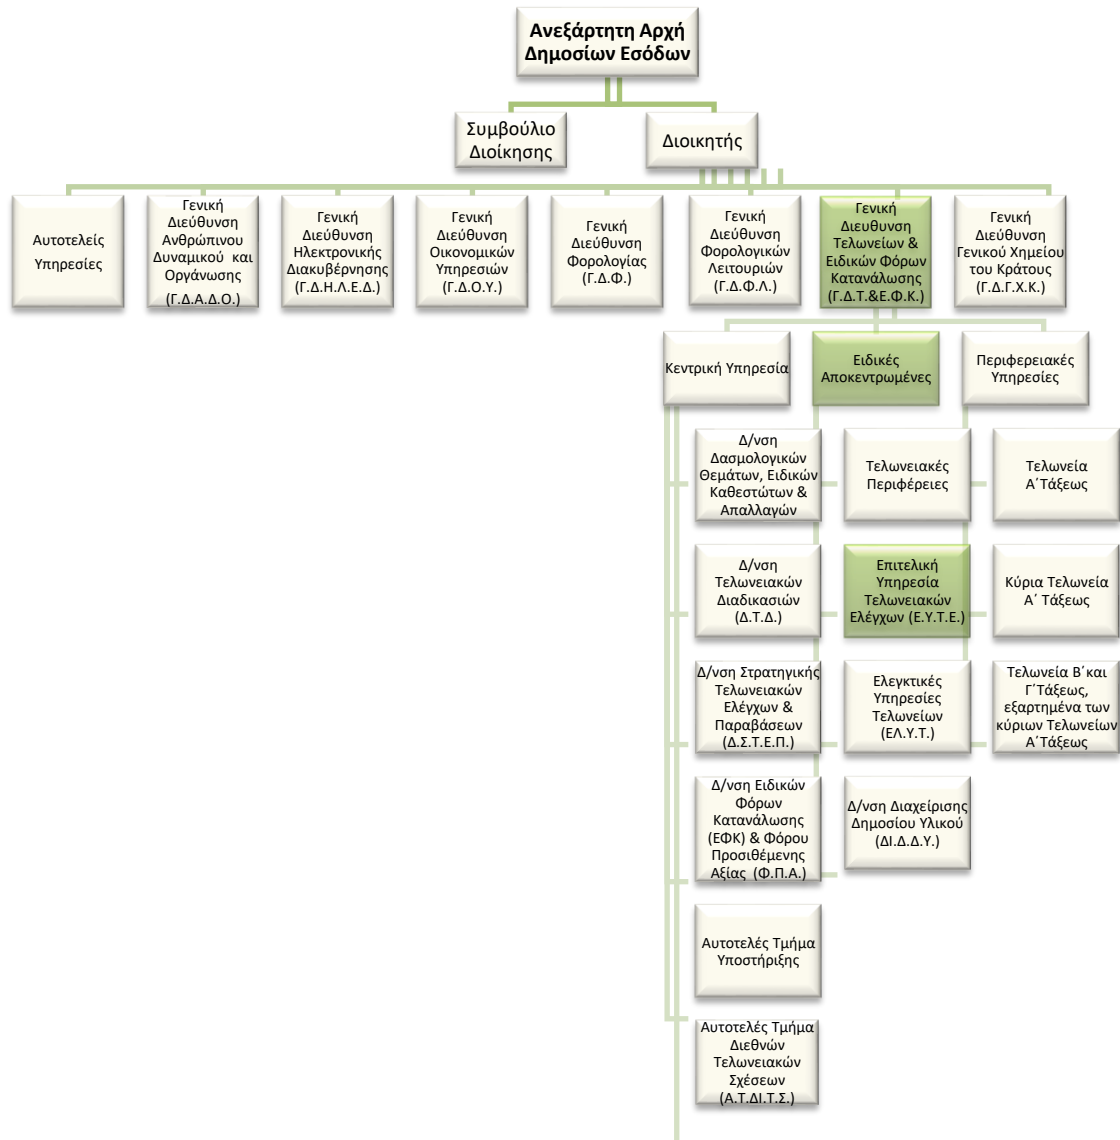 Ανεξάρτητη Αρχή
Δημοσίων Εσόδων
Συμβούλιο
Διοίκησης
Διοικητής
Αυτοτελείς
Υπηρεσίες
Γενική
Διεύθυνση
Ανθρώπινου
Δυναμικού και
Οργάνωσης
(Γ.Δ.Α.Δ.Ο.)
Γενική
Διεύθυνση
Ηλεκτρονικής
Διακυβέρνησης
(Γ.Δ.Η.Λ.Ε.Δ.)
Γενική
Διεύθυνση
Οικονομικών
Υπηρεσιών
(Γ.Δ.Ο.Υ.)
Γενική
Διεύθυνση
Φορολογίας
(Γ.Δ.Φ.)
Γενική
Διεύθυνση
Φορολογικών
Λειτουριών
(Γ.Δ.Φ.Λ.)
Γενική
Διευθυνση
Τελωνείων &
Ειδικών Φόρων
Κατανάλωσης
(Γ.Δ.Τ.&Ε.Φ.Κ.)
Γενική
Διεύθυνση
Γενικού Χημείου
του Κράτους
(Γ.Δ.Γ.Χ.Κ.)
Κεντρική Υπηρεσία
Ειδικές
Αποκεντρωμένες
Περιφερειακές
Υπηρεσίες
Δ/νση
Δασμολογικών
Θεμάτων, Ειδικών
Καθεστώτων &
Απαλλαγών
Τελωνειακές
Περιφέρειες
Τελωνεία
Α΄Τάξεως
Δ/νση
Τελωνειακών
Διαδικασιών
(Δ.Τ.Δ.)
Επιτελική
Υπηρεσία
Τελωνειακών
Ελέγχων (Ε.Υ.Τ.Ε.)
Κύρια Τελωνεία
Α΄ Τάξεως
Δ/νση Στρατηγικής
Τελωνειακών
Ελέγχων &
Παραβάσεων
(Δ.Σ.Τ.Ε.Π.)
Ελεγκτικές
Υπηρεσίες
Τελωνείων
(ΕΛ.Υ.Τ.)
Τελωνεία Β΄και
Γ΄Τάξεως,
εξαρτημένα των
κύριων Τελωνείων
Α΄Τάξεως
Δ/νση Ειδικών
Φόρων
Κατανάλωσης
(ΕΦΚ) & Φόρου
Προσιθέμενης
Αξίας (Φ.Π.Α.)
Δ/νση Διαχείρισης
Δημοσίου Υλικού
(ΔΙ.Δ.Δ.Υ.)
Αυτοτελές Τμήμα
Υποστήριξης
Αυτοτελές Τμήμα
Διεθνών
Τελωνειακών
Σχέσεων
(Α.Τ.ΔΙ.Τ.Σ.)